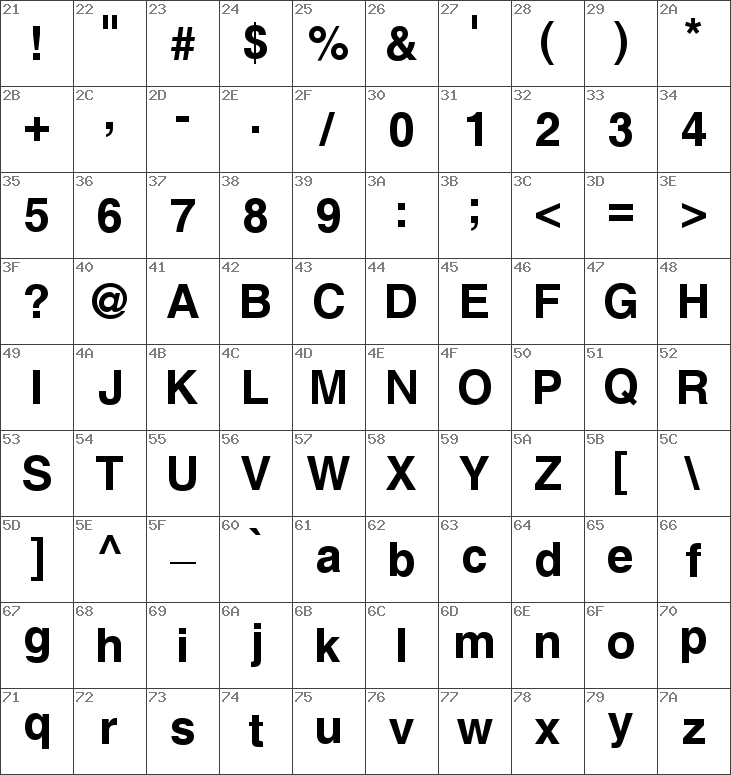 21 22 23 24 25 26 27 28 29 2A
! " # $ % & ' ( ) *
2B 2C 2D 2E 2F 30 31 32 33 34
+ , - . / 0 1 2 3 4
35 36 37 38 39 3A 3B 3C 3D 3E
5 6 7 8 9 : ; < = >
3F 40 41 42 43 44 45 46 47 48
? @ A B C D E F G H
49 4A 4B 4C 4D 4E 4F 50 51 52
I J K L M N O P Q R
53 54 55 56 57 58 59 5A 5B 5C
S T U V W X Y Z [ \
5D 5E 5F 60 61 62 63 64 65 66
] ^ _ ` a b c d e f
67 68 69 6A 6B 6C 6D 6E 6F 70
g h i j k l m n o p
71 72 73 74 75 76 77 78 79 7A
q r s t u v w x y z